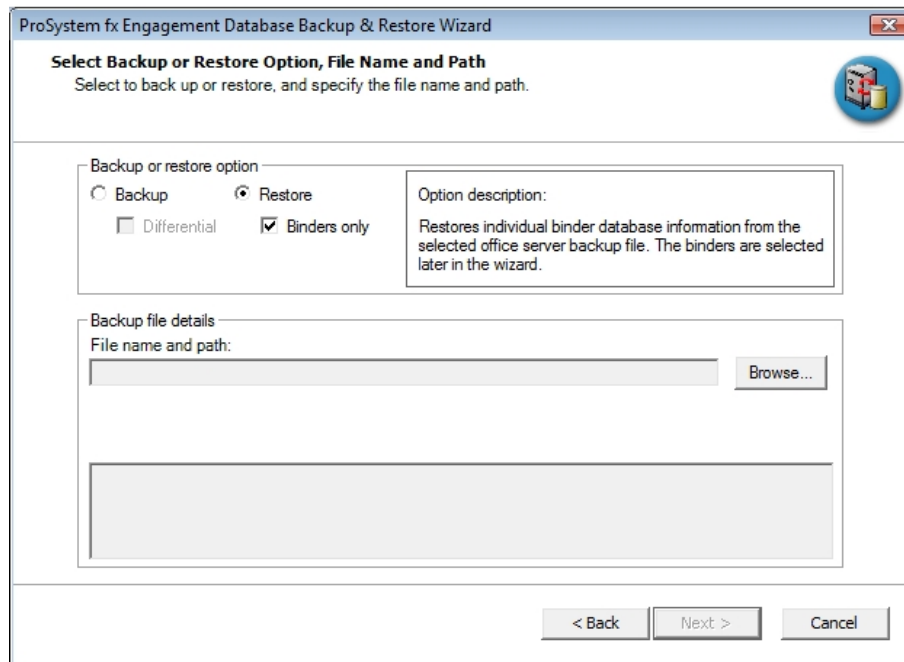 ProSystem fx Engagement Database Backup & Restore Wizard
Select Backup or Restore Option, File Name and Path
Select to back up or restore, and specify the file name and path.
Backup or restore option
Backup
Restore
Differential
Binders only
Option description:
Restores individual binder database information from the
selected office server backup file. The binders are selected
later in the wizard.
Backup file details
File name and path:
Browse...
< Back
Next >
Cancel